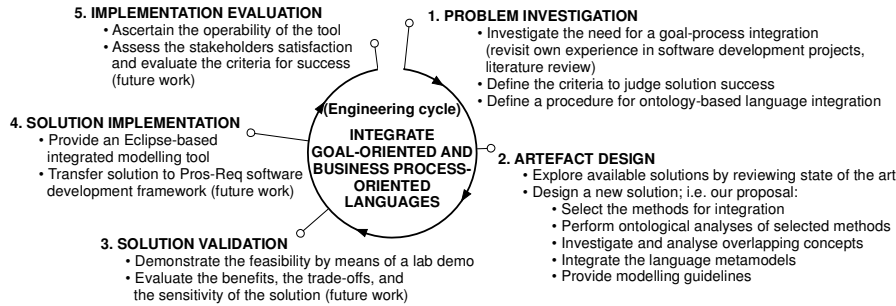 1. PROBLEM INVESTIGATION
• Investigate the need for a goal-process integration
(revisit own experience in software development projects,
literature review)
• Define the criteria to judge solution success
• Define a procedure for ontology-based language integration
2. ARTEFACT DESIGN
• Explore available solutions by reviewing state of the art
• Design a new solution; i.e. our proposal:
• Select the methods for integration
• Perform ontological analyses of selected methods
• Investigate and analyse overlapping concepts
• Integrate the language metamodels
• Provide modelling guidelines
3. SOLUTION VALIDATION
• Demonstrate the feasibility by means of a lab demo
• Evaluate the benefits, the trade-offs, and
the sensitivity of the solution (future work)
4. SOLUTION IMPLEMENTATION
• Provide an Eclipse-based
integrated modelling tool
• Transfer solution to Pros-Req software
development framework (future work)
5. IMPLEMENTATION EVALUATION
• Ascertain the operability of the tool
• Assess the stakeholders satisfaction
and evaluate the criteria for success
(future work)
(Engineering cycle)
INTEGRATE
GOAL-ORIENTED AND
BUSINESS PROCESS-
ORIENTED
LANGUAGES